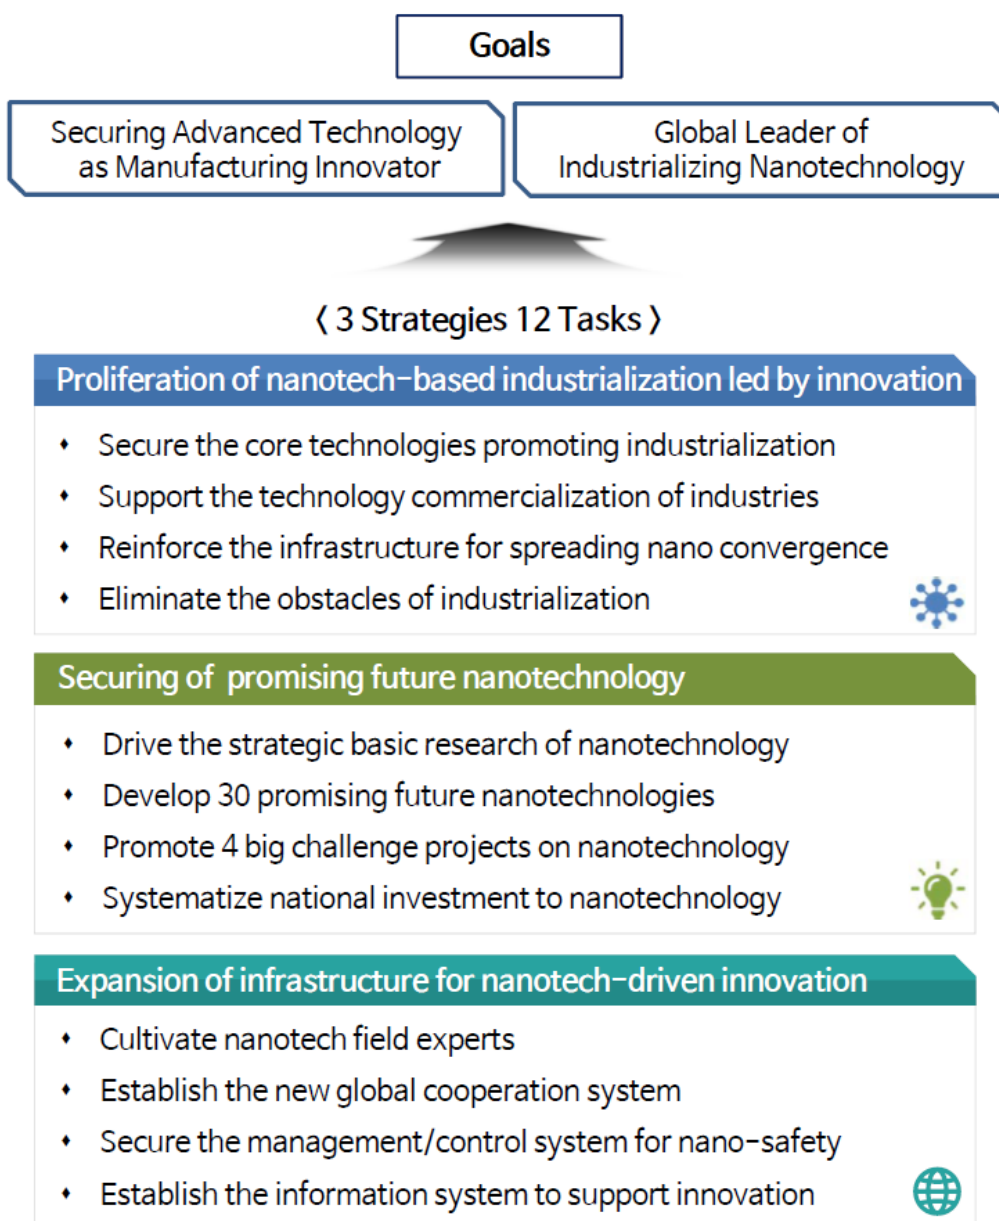 Goals
Securing Advanced Technology
as Manufacturing Innovator
Global Leader of
Industrializing Nanotechnology
⟨ 3 Strategies 12 Tasks ⟩
Proliferation of nanotech-based industrialization led by innovation
⬩ Secure the core technologies promoting industrialization
⬩ Support the technology commercialization of industries
⬩ Reinforce the infrastructure for spreading nano convergence
⬩ Eliminate the obstacles of industrialization
Securing of promising future nanotechnology
⬩ Drive the strategic basic research of nanotechnology
⬩ Develop 30 promising future nanotechnologies
⬩ Promote 4 big challenge projects on nanotechnology
⬩ Systematize national investment to nanotechnology
Expansion of infrastructure for nanotech-driven innovation
⬩ Cultivate nanotech field experts
⬩ Establish the new global cooperation system
⬩ Secure the management/control system for nano-safety
⬩ Establish the information system to support innovation